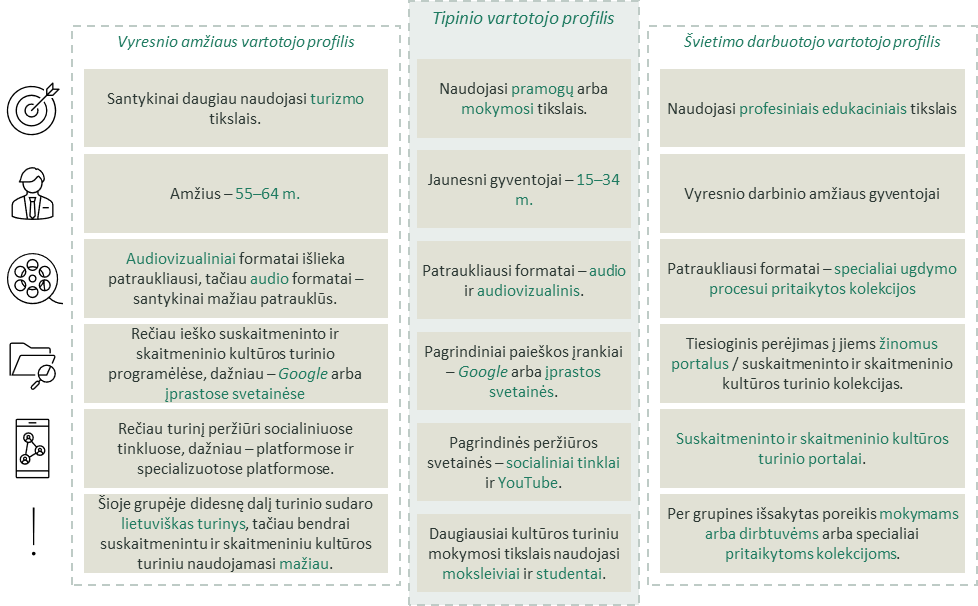 Vyresnio amžiaus vartotojo profilis
Santykinai daugiau naudojasi turizmo
tikslais.
Amžius – 55–64 m.
Audiovizualiniai formatai išlieka
patraukliausi, tačiau audio formatai –
santykinai mažiau patrauklūs.
Rečiau ieško suskaitmeninto ir
skaitmeninio kultūros turinio
programėlėse, dažniau – Google arba
įprastose svetainėse
Rečiau turinį peržiūri socialiniuose
tinkluose, dažniau – platformose ir
specializuotose platformose.
Šioje grupėje didesnę dalį turinio sudaro
lietuviškas turinys, tačiau bendrai
suskaitmenintu ir skaitmeniniu kultūros
turiniu naudojamasi mažiau.
Tipinio vartotojo profilis
Naudojasi pramogų arba
mokymosi tikslais.
Jaunesni gyventojai – 15–34
m.
Patraukliausi formatai – audio
ir audiovizualinis.
Pagrindiniai paieškos įrankiai
– Google arba įprastos
svetainės.
Pagrindinės peržiūros
svetainės – socialiniai tinklai
ir YouTube.
Daugiausiai kultūros turiniu
mokymosi tikslais naudojasi
moksleiviai ir studentai.
Švietimo darbuotojo vartotojo profilis
Naudojasi profesiniais edukaciniais tikslais
Vyresnio darbinio amžiaus gyventojai
Patraukliausi formatai – specialiai ugdymo
procesui pritaikytos kolekcijos
Tiesioginis perėjimas į jiems žinomus
portalus / suskaitmeninto ir skaitmeninio
kultūros turinio kolekcijas.
Suskaitmeninto ir skaitmeninio kultūros
turinio portalai.
Per grupines išsakytas poreikis mokymams
arba dirbtuvėms arba specialiai
pritaikytoms kolekcijoms.
!